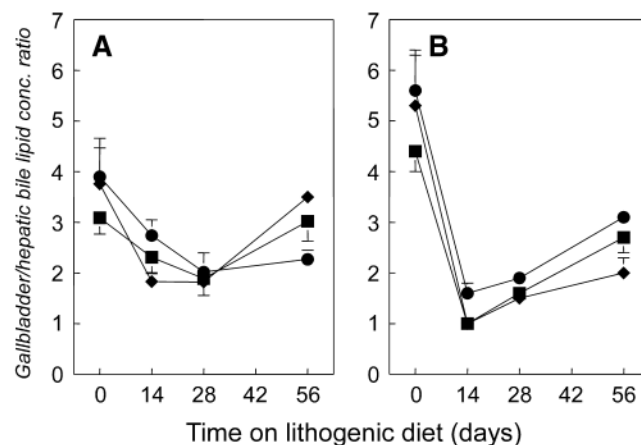 Gallbladder/hepatic bile lipid conc. ratio
7
6
5
4
3
2
1
0
A
0 14 28 42 56
7
6
5
4
3
2
1
0
B
0 14 28 42 56
Time on lithogenic diet (days)